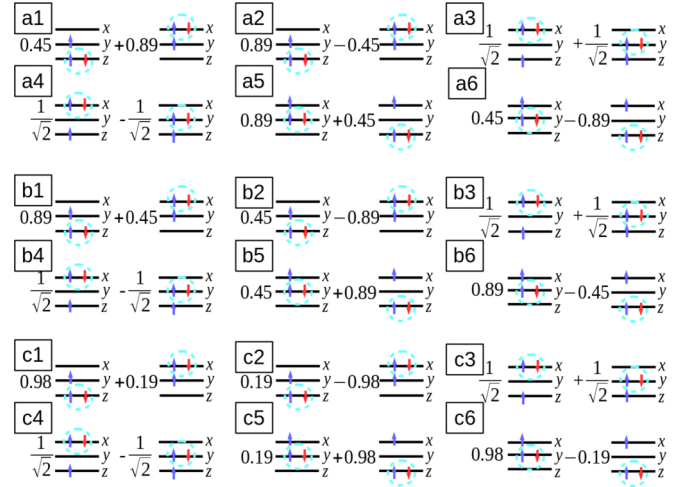 a1 a2 a3
x x x x x x
0.45 y +0.89 y 0.89 y −0.45 y 1/√2 y + 1/√2 y
z z z z z z
a4 a5 a6
x x x x x x
1/√2 y - 1/√2 y 0.89 y +0.45 y 0.45 y −0.89 y
z z z z z z
b1 b2 b3
x x x x x x
0.89 y +0.45 y 0.45 y −0.89 y 1/√2 y + 1/√2 y
z z z z z z
b4 b5 b6
x x x x x x
1/√2 y - 1/√2 y 0.45 y +0.89 y 0.89 y −0.45 y
z z z z z z
c1 c2 c3
x x x x x x
0.98 y +0.19 y 0.19 y −0.98 y 1/√2 y + 1/√2 y
z z z z z z
c4 c5 c6
x x x x x x
1/√2 y - 1/√2 y 0.19 y +0.98 y 0.98 y −0.19 y
z z z z z z